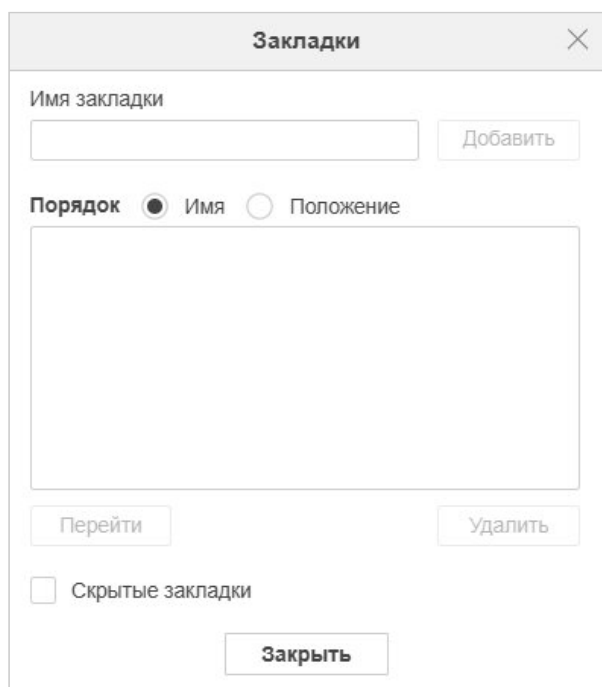 Закладки
Имя закладки
Добавить
Порядок Имя Положение
Перейти Удалить
Скрытые закладки
Закрыть